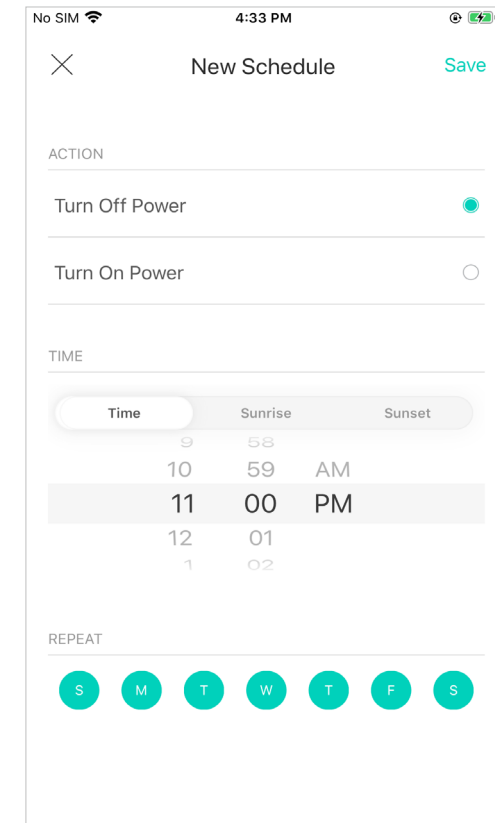 No SIM 4:33 PM
New Schedule Save
ACTION
Turn Off Power
Turn On Power
TIME
Time Sunrise Sunset
9 58
10 59 AM
11 00 PM
12 01
1 02
REPEAT
S M T W T F S